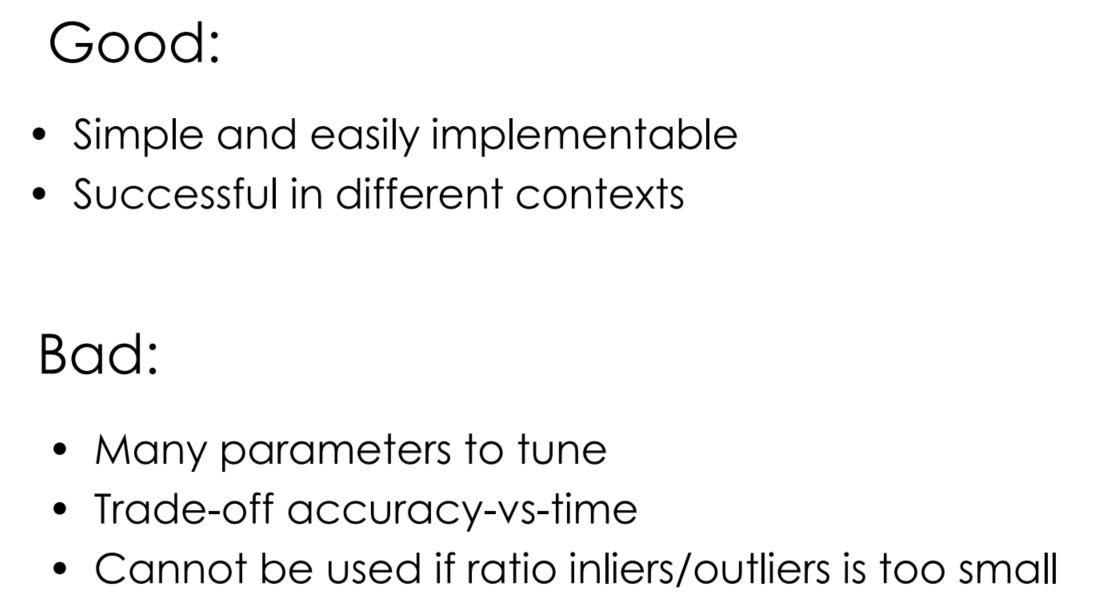 Good:
• Simple and easily implementable
• Successful in different contexts
Bad:
• Many parameters to tune
• Trade-off accuracy-vs-time
• Cannot be used if ratio inliers/outliers is too small